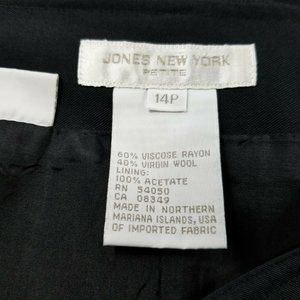 JONES NEW YORK
PETITE
14P
60% VISCOSE RAYON
40% VIRGIN WOOL
LINING:
100% ACETATE
RN 54050
CA 08349
MADE IN NORTHERN
MARIANA ISLANDS, USA
OF IMPORTED FABRIC